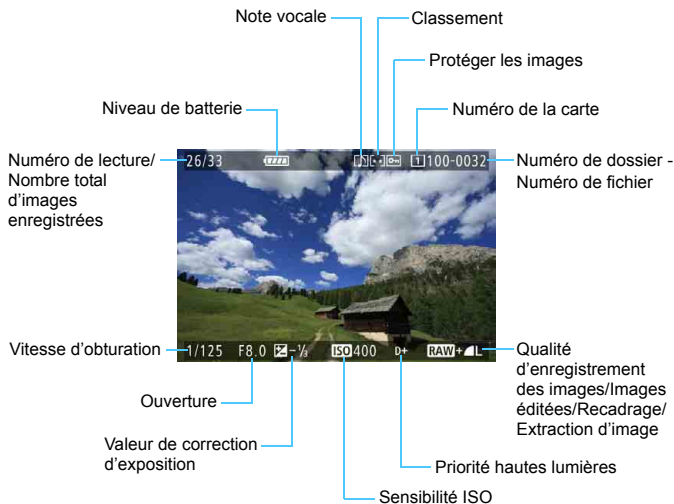 Note vocale
Classement
Protéger les images
Niveau de batterie
Numéro de la carte
Numéro de lecture/
Nombre total
d'images
enregistrées
26/33
1 100-0032
Numéro de dossier -
Numéro de fichier
Vitesse d'obturation
1/125 F8.0 -1/3 ISO 400 D+ RAW+L
Qualité
d'enregistrement
des images/Images
éditées/Recadrage/
Extraction d'image
Ouverture
Valeur de correction
d'exposition
Priorité hautes lumières
Sensibilité ISO